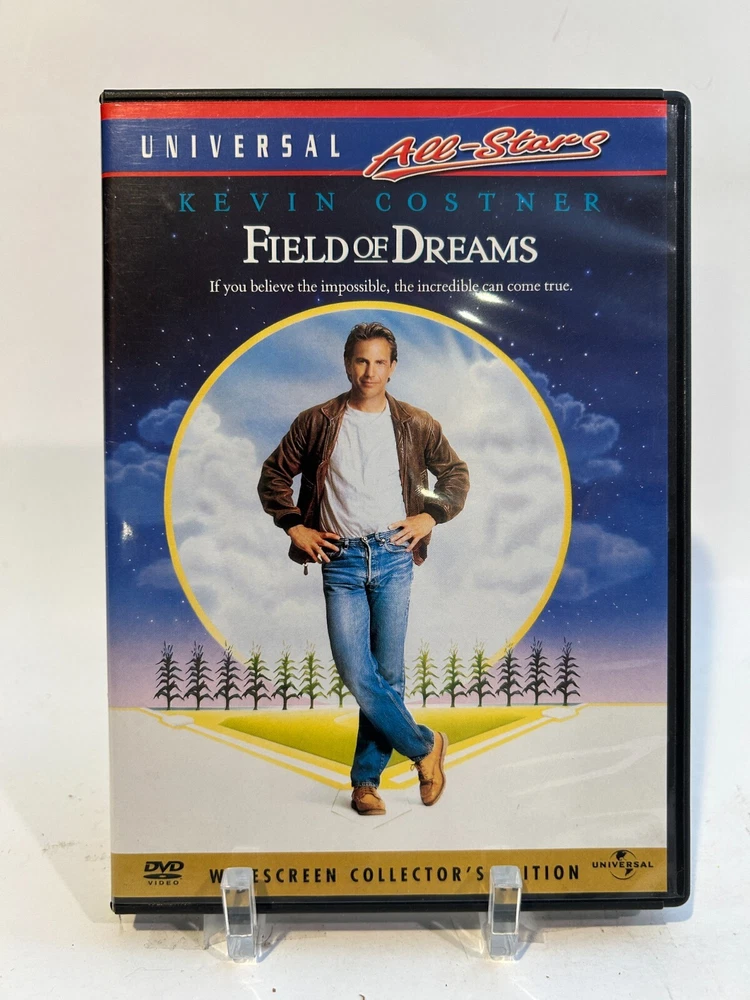 UNIVERSAL All-Stars
KEVIN COSTNER
FIELD OF DREAMS
If you believe the impossible, the incredible can come true.
DVD
VIDEO
COLLECTOR'S
UNIVERSAL